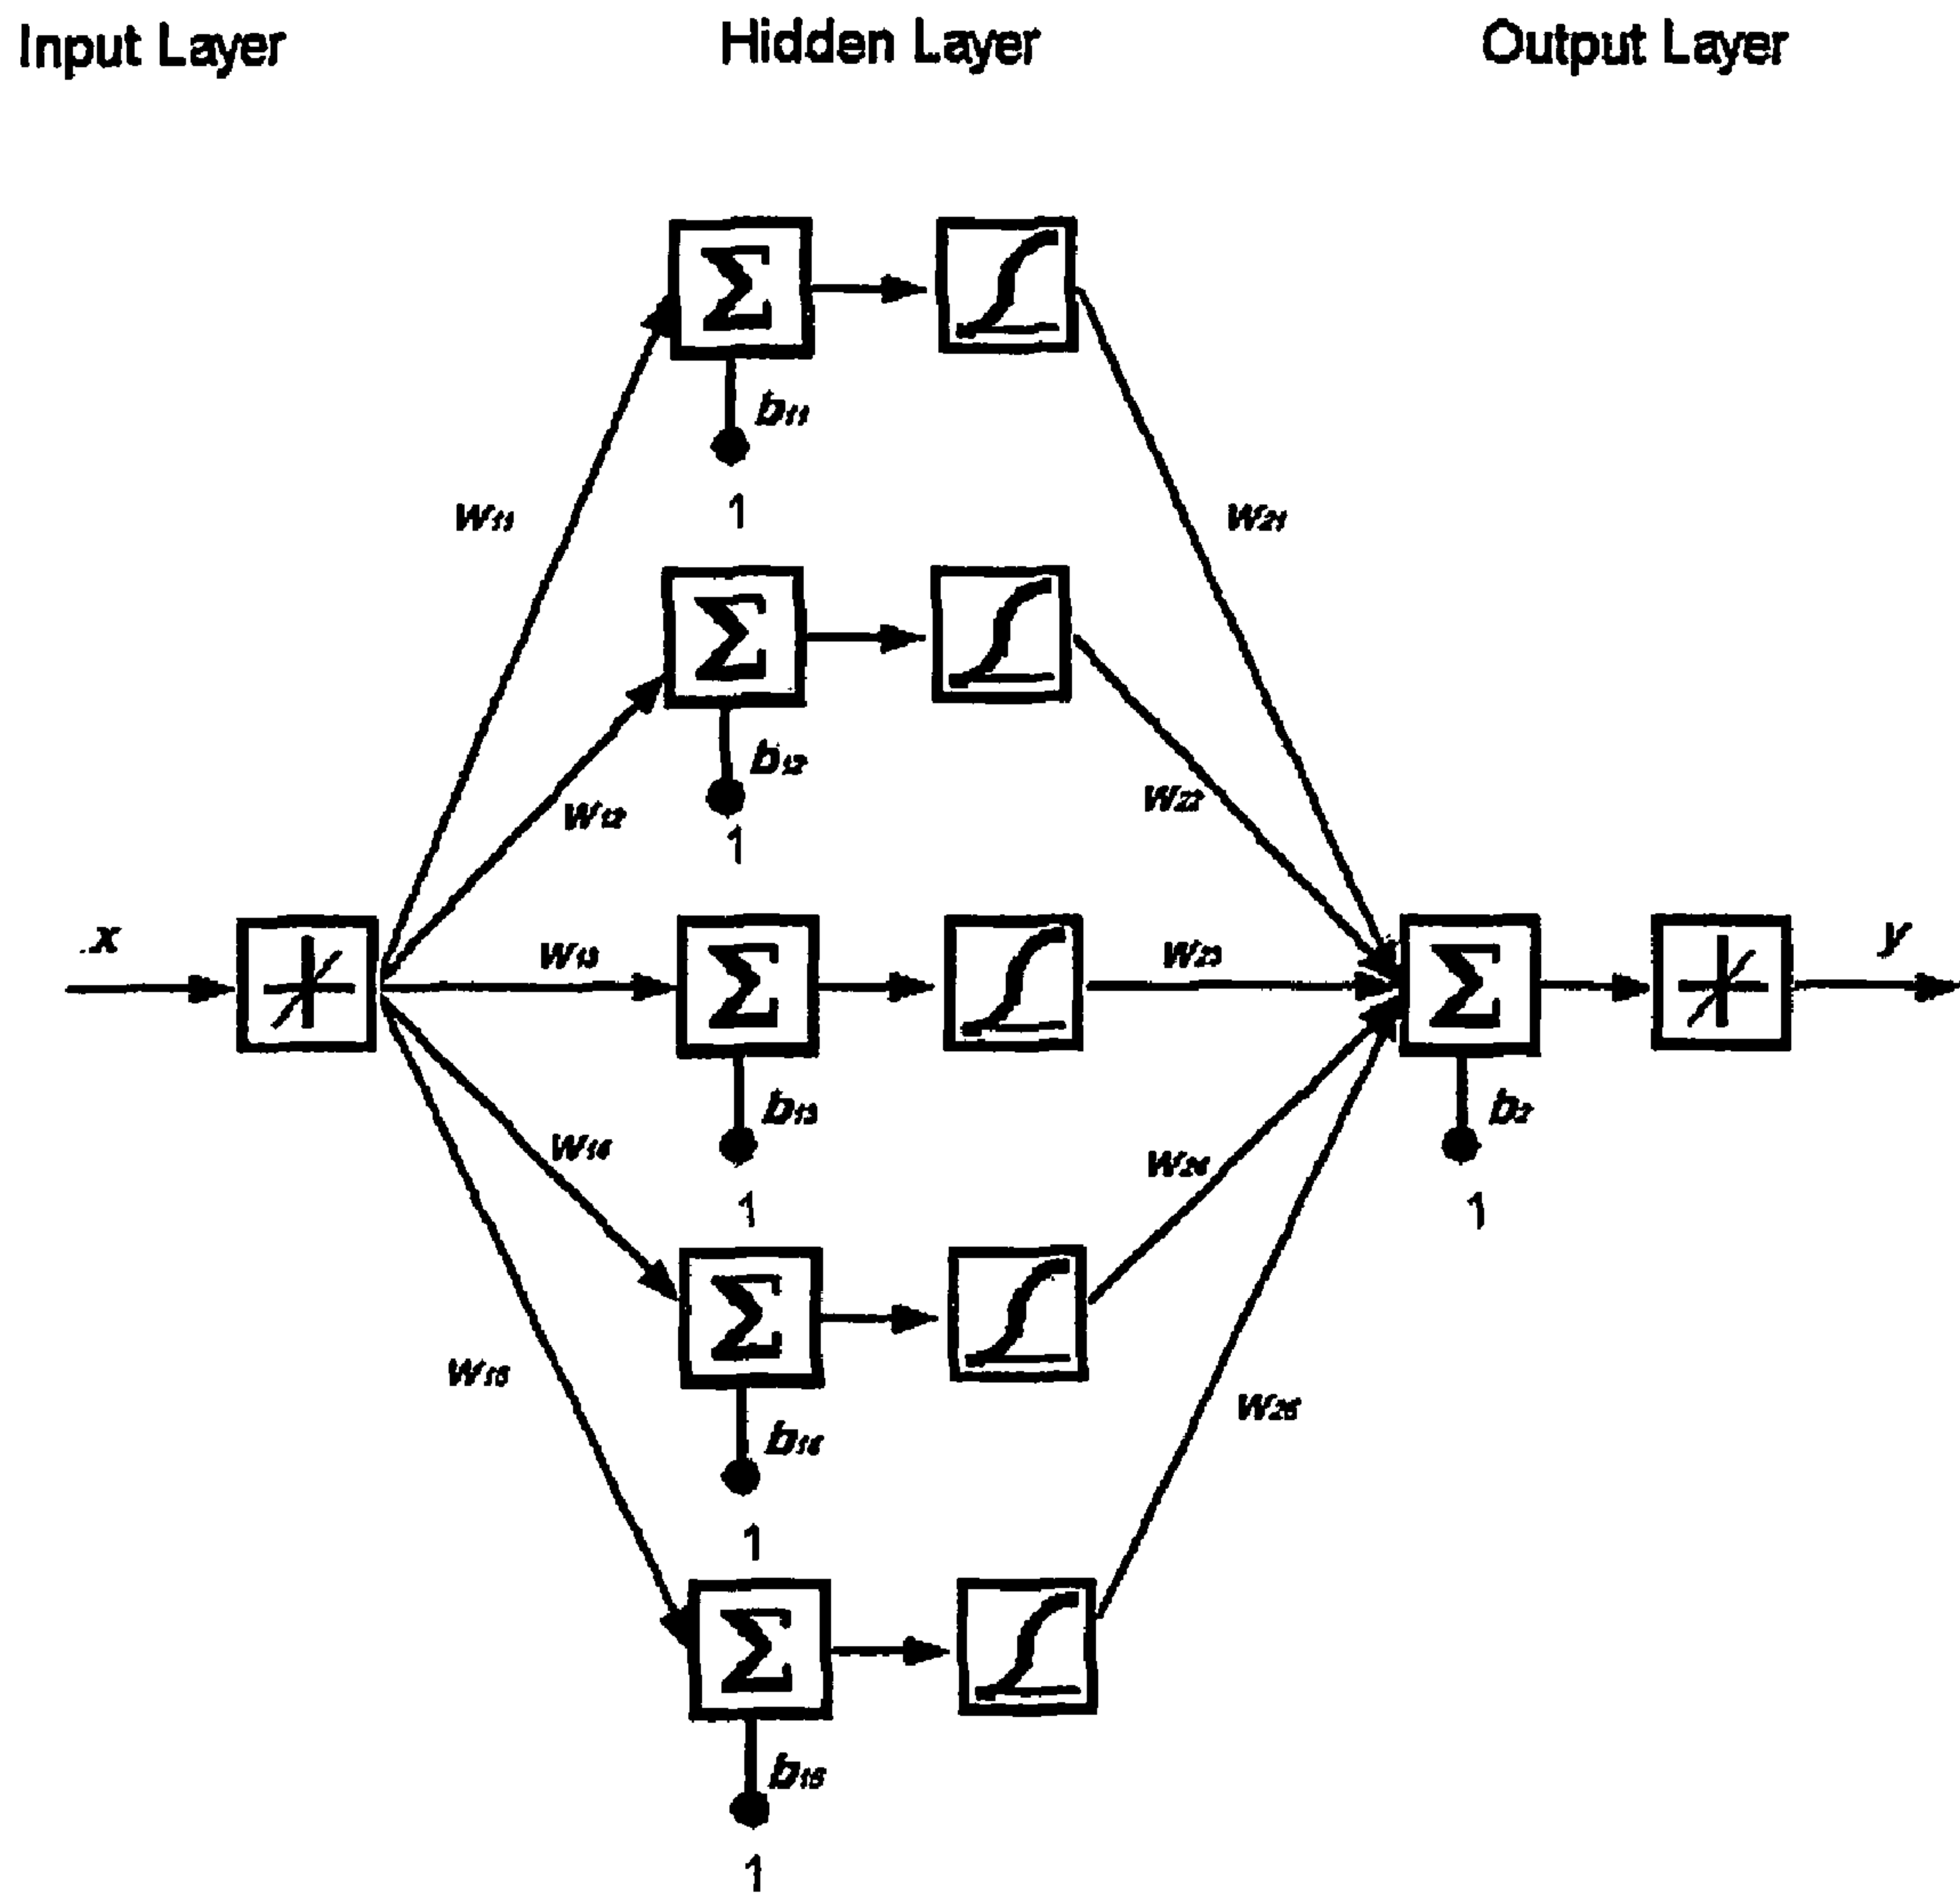 Input Layer Hidden Layer Output Layer
Σ
b11
1
w11
w21
Σ
b12
1
w12
w22
x
w13
Σ
w23
Σ
y
b13
1
b2
1
w14
w24
Σ
b14
1
w15
w25
Σ
b15
1